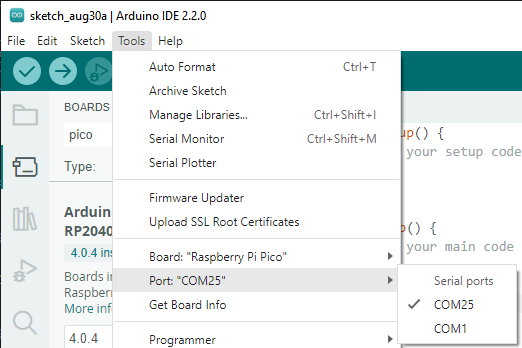 sketch_aug30a | Arduino IDE 2.2.0
File Edit Sketch Tools Help
Auto Format Ctrl+T
Archive Sketch
Manage Libraries... Ctrl+Shift+I
Serial Monitor Ctrl+Shift+M
Serial Plotter
Firmware Updater
Upload SSL Root Certificates
Board: "Raspberry Pi Pico"
Port: "COM25"
Get Board Info
Programmer
Serial ports
COM25
COM1
BOARDS
pico
Type:
Arduin
RP2040
4.0.4 ins
Boards in
Raspberr
More info
4.0.4
up() {
your setup code
p() {
your main code